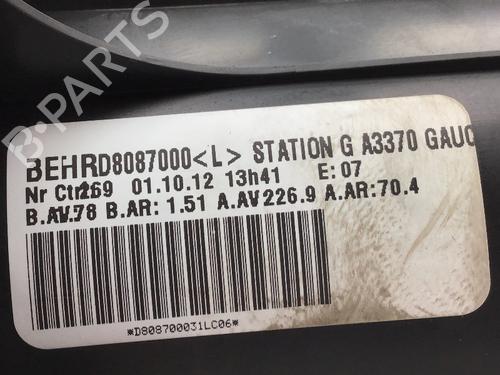 B-PARTS
BEHRD8087000<L> STATION G A3370 GAUC
Nr Ctr269 01.10.12 13h41 E: 07
B.AV.78 B.AR: 1.51 A.AV226.9 A.AR:70.4
*D808700031LC06*